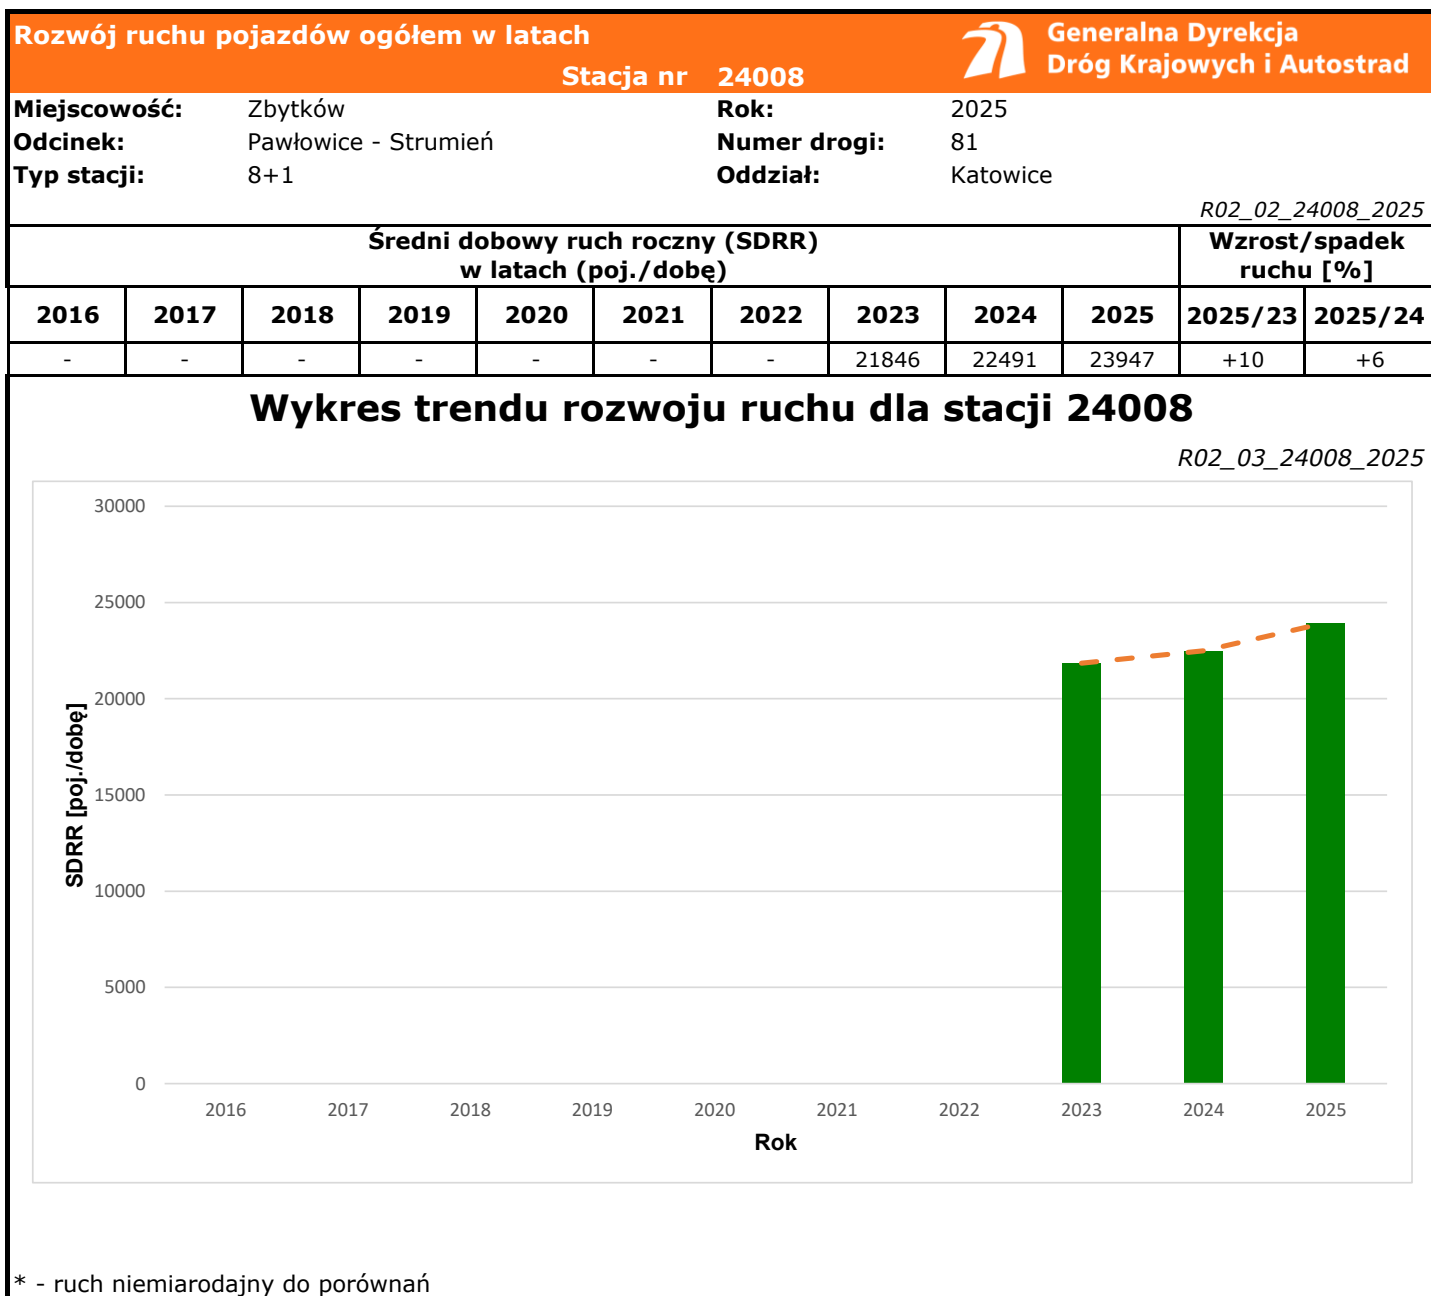 Rozwój ruchu pojazdów ogółem w latach
Generalna Dyrekcja
Dróg Krajowych i Autostrad
Stacja nr 24008
Miejscowość: Zbytków Rok: 2025
Odcinek: Pawłowice - Strumień Numer drogi: 81
Typ stacji: 8+1 Oddział: Katowice
R02_02_24008_2025
Średni dobowy ruch roczny (SDRR) Wzrost/spadek
w latach (poj./dobę) ruchu [%]
2016 2017 2018 2019 2020 2021 2022 2023 2024 2025 2025/23 2025/24
- - - - - - - 21846 22491 23947 +10 +6
Wykres trendu rozwoju ruchu dla stacji 24008
R02_03_24008_2025
30000
25000
20000
15000
10000
5000
0
SDRR [poj./dobę]
2016 2017 2018 2019 2020 2021 2022 2023 2024 2025
Rok
* - ruch niemiarodajny do porównań